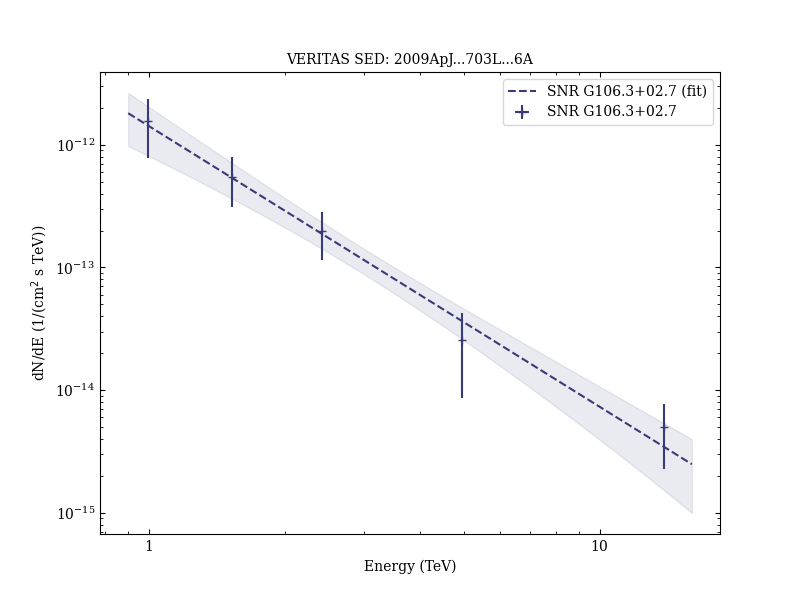 VERITAS SED: 2009ApJ...703L...6A
SNR G106.3+02.7 (fit)
SNR G106.3+02.7
dN/dE (1/(cm² s TeV))
10⁻¹²
10⁻¹³
10⁻¹⁴
10⁻¹⁵
1
10
Energy (TeV)